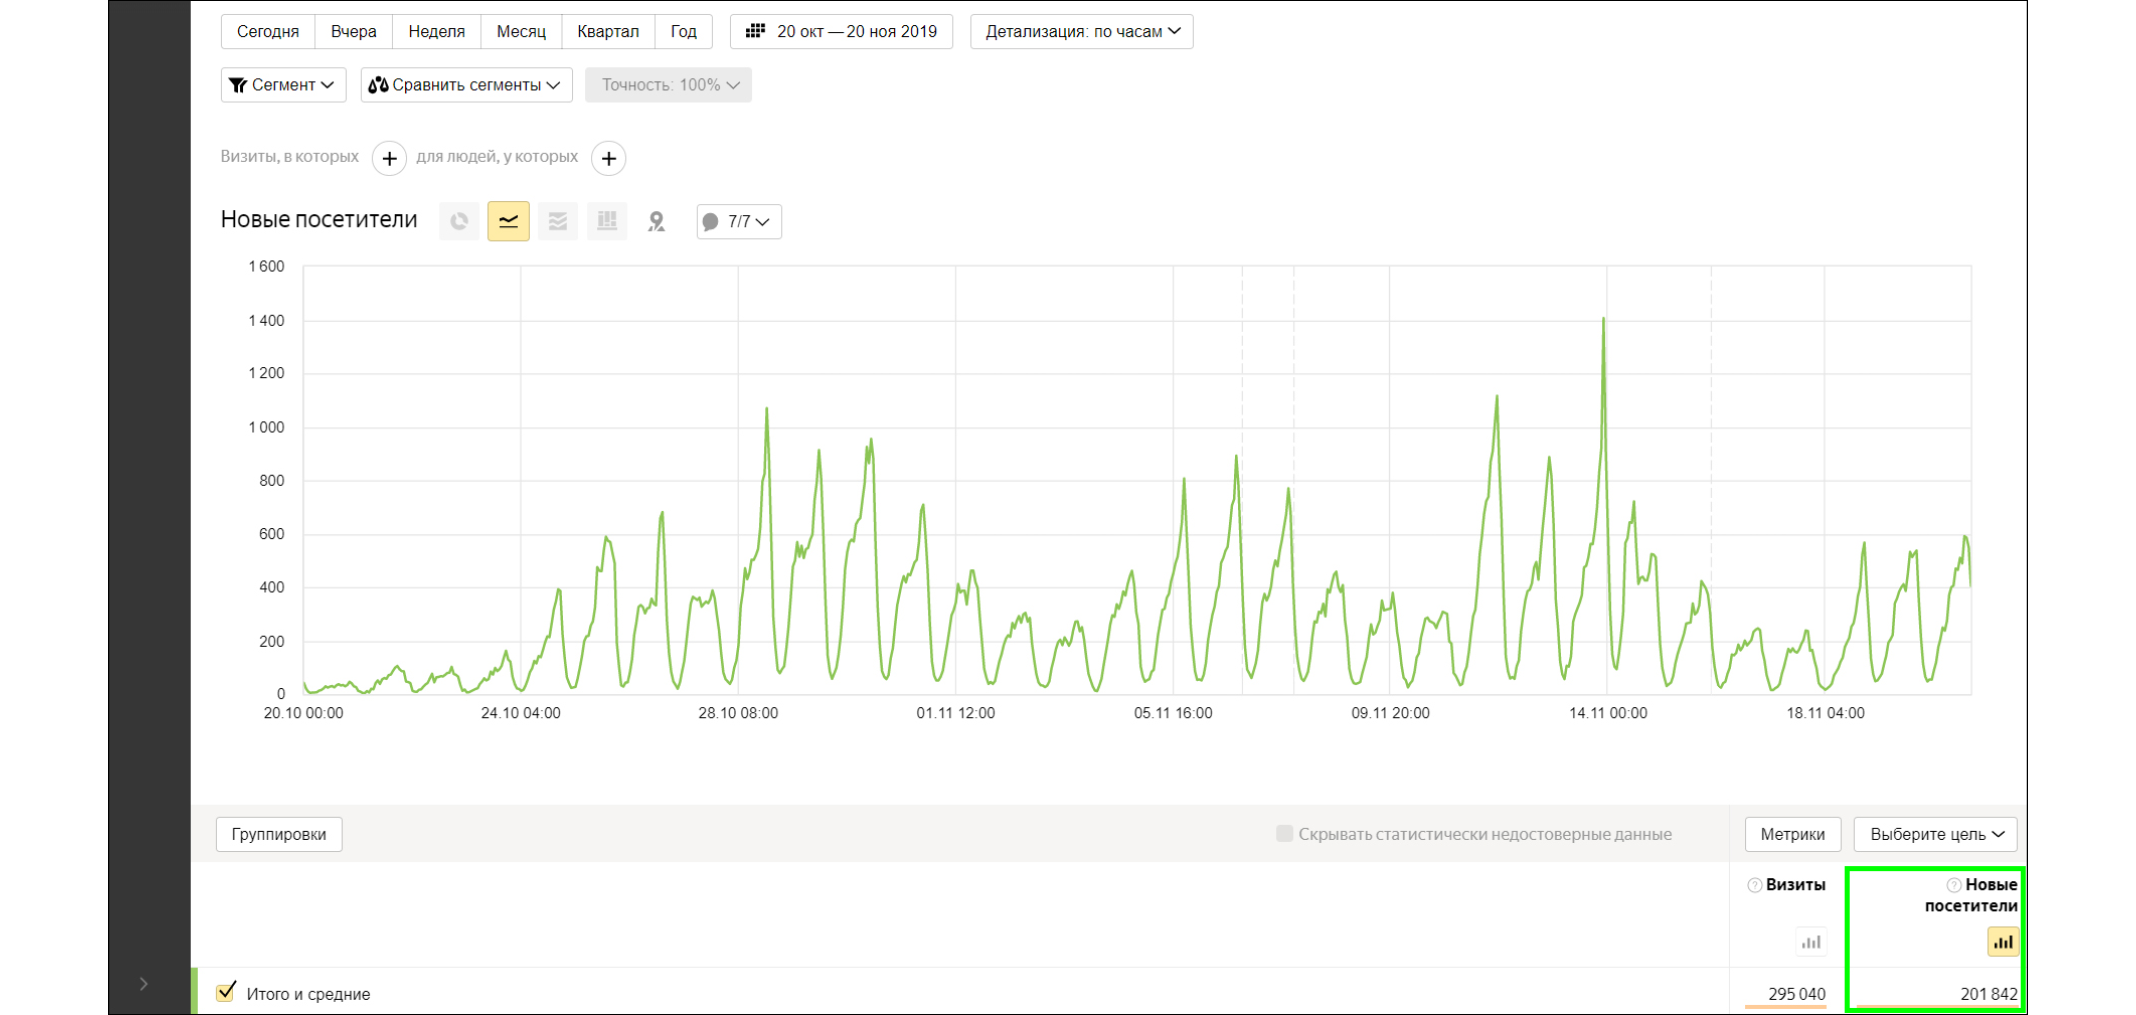 Сегодня Вчера Неделя Месяц Квартал Год 20 окт — 20 ноя 2019 Детализация: по часам
Сегмент Сравнить сегменты Точность: 100%
Визиты, в которых + для людей, у которых +
Новые посетители 7/7
1 600
1 400
1 200
1 000
800
600
400
200
0
20.10 00:00 24.10 04:00 28.10 08:00 01.11 12:00 05.11 16:00 09.11 20:00 14.11 00:00 18.11 04:00
Группировки Скрывать статистически недостоверные данные Метрики Выберите цель
? Визиты ? Новые
посетители
Итого и средние 295 040 201 842